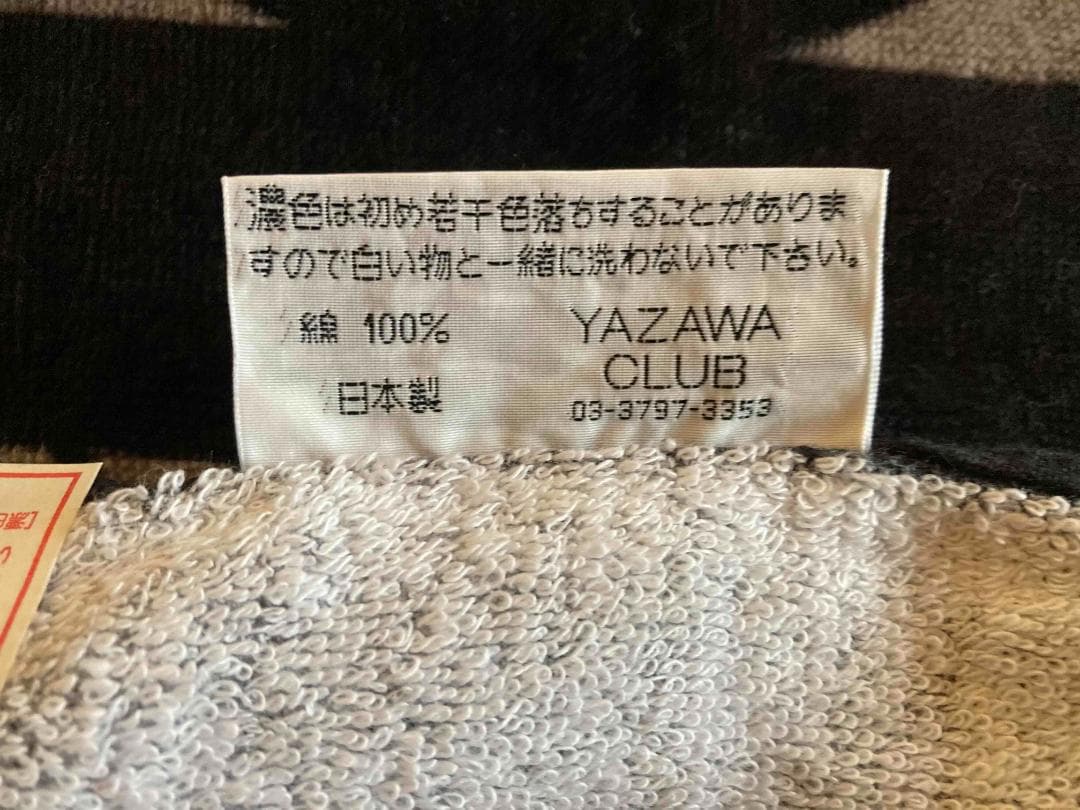 濃色は初め若干色落ちすることがありま
すので白い物と一緒に洗わないで下さい。
綿 100%
日本製
YAZAWA
CLUB
03-3797-3353